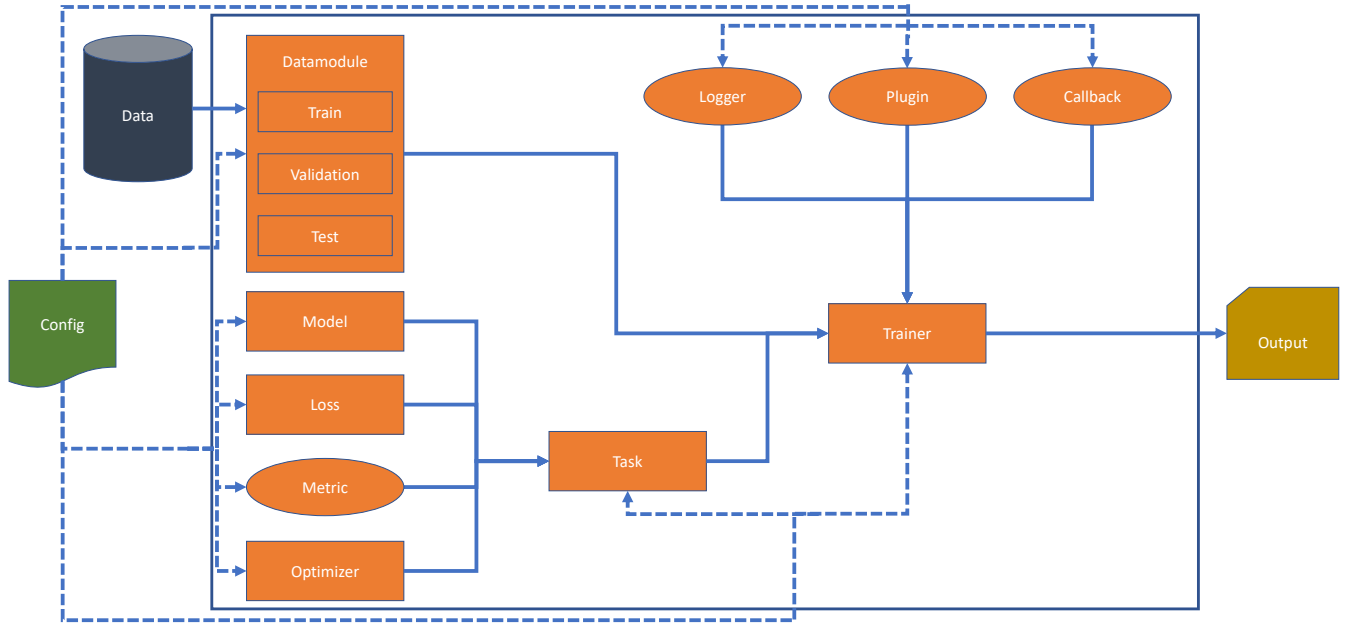 Data
Datamodule
Train
Validation
Test
Logger
Plugin
Callback
Config
Model
Loss
Metric
Optimizer
Task
Trainer
Output